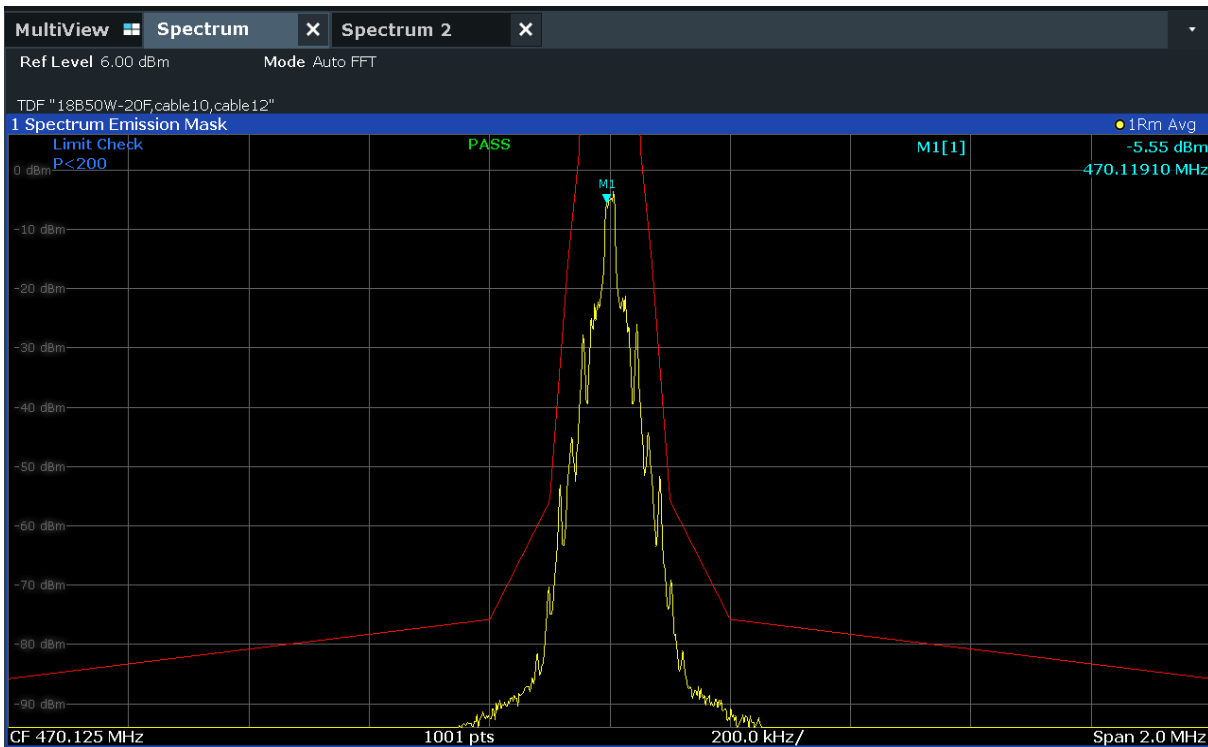 MultiView Spectrum X Spectrum 2 X
Ref Level 6.00 dBm Mode Auto FFT
TDF "18B50W-20F,cable10,cable12"
1 Spectrum Emission Mask 1Rm Avg
Limit Check PASS M1[1] -5.55 dBm
P<200 470.11910 MHz
0 dBm
M1
-10 dBm
-20 dBm
-30 dBm
-40 dBm
-50 dBm
-60 dBm
-70 dBm
-80 dBm
-90 dBm
CF 470.125 MHz 1001 pts 200.0 kHz/ Span 2.0 MHz